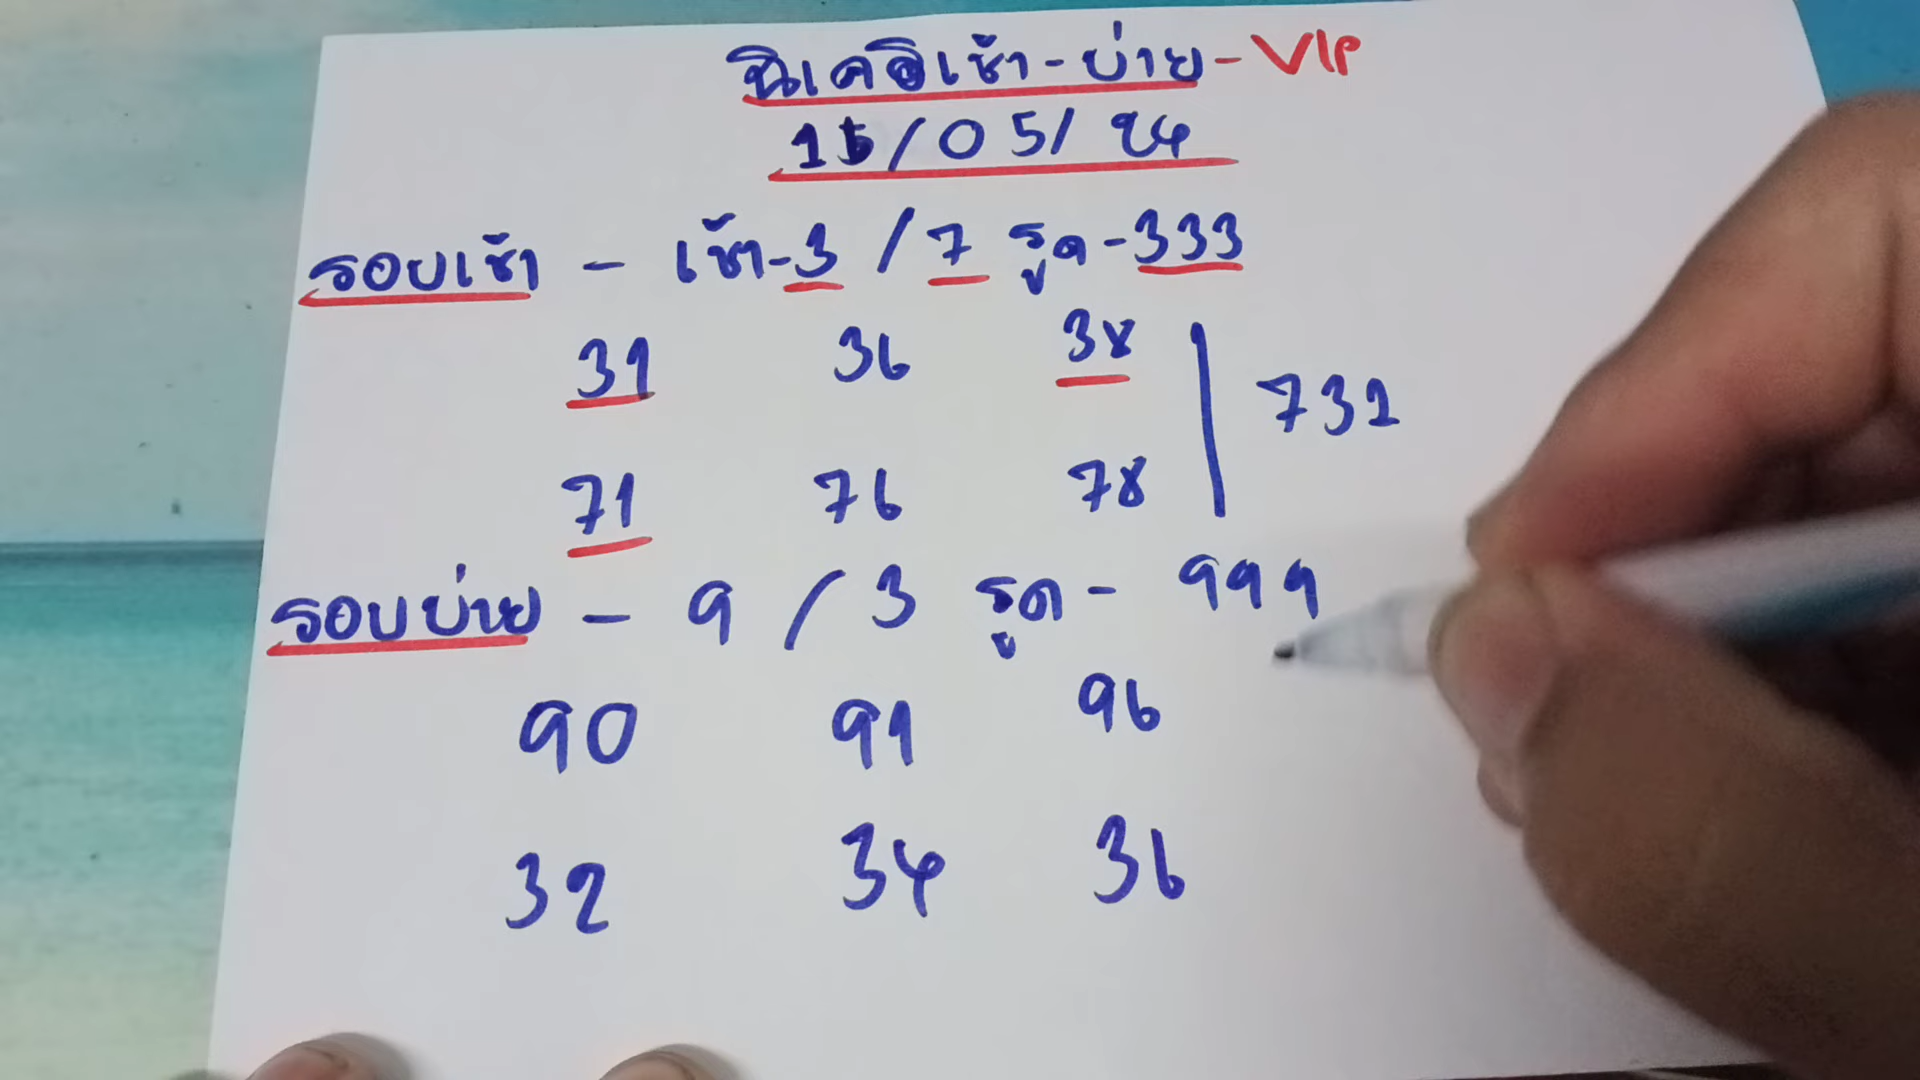 นิเคอิเช้า-บ่าย-VIP
15/05/24
รอบเช้า - เช้า-3/7 รูด-333
31 36 38
731
71 76 78
รอบบ่าย - 9/3 รูด-999
90 91 96
32 34 36